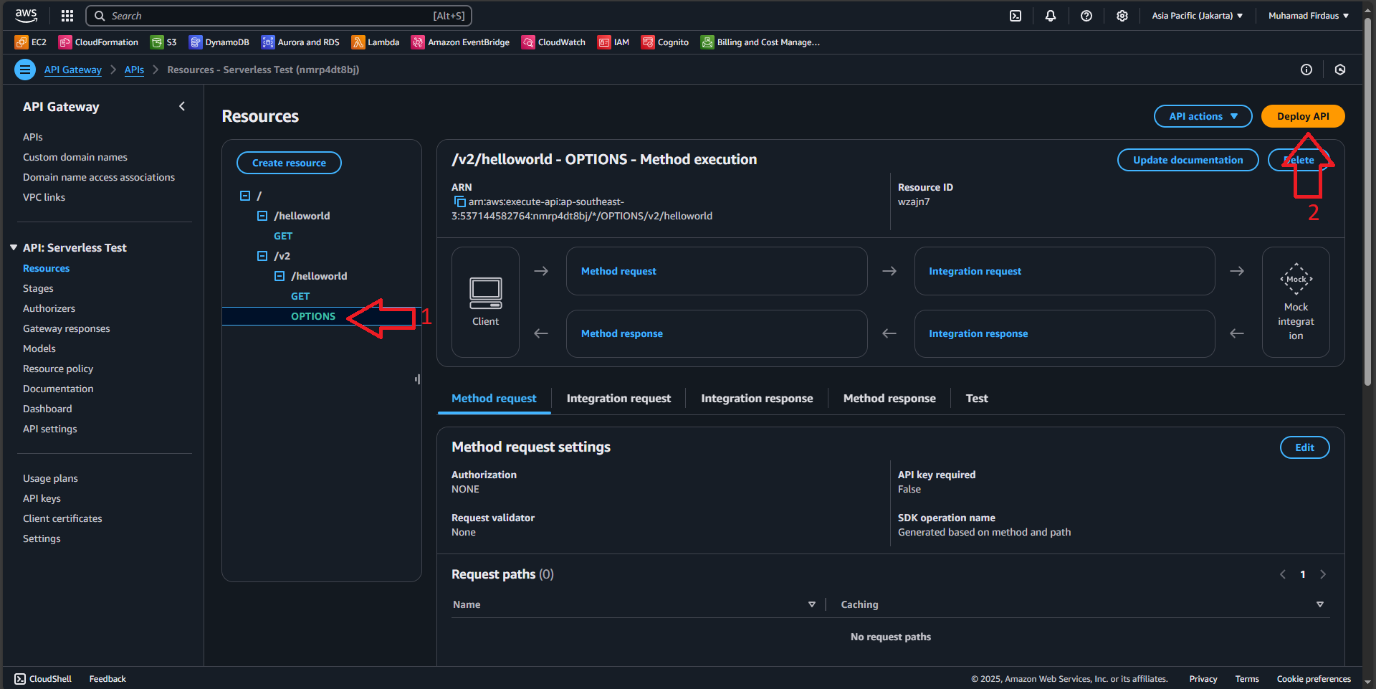 aws
Search
[Alt+S]
Asia Pacific (Jakarta)
Muhamad Firdaus
EC2
CloudFormation
S3
DynamoDB
Aurora and RDS
Lambda
Amazon EventBridge
CloudWatch
IAM
Cognito
Billing and Cost Manage...
API Gateway
APIs
Resources - Serverless Test (nmrp4dt8bj)
API Gateway
APIs
Custom domain names
Domain name access associations
VPC links
API: Serverless Test
Resources
Stages
Authorizers
Gateway responses
Models
Resource policy
Documentation
Dashboard
API settings
Usage plans
API keys
Client certificates
Settings
Resources
API actions
Deploy API
Create resource
/
/helloworld
GET
/v2
/helloworld
GET
OPTIONS
1
/v2/helloworld - OPTIONS - Method execution
Update documentation
Delete
2
ARN
arn:aws:execute-api:ap-southeast-
3:537144582764:nmrp4dt8bj/*/OPTIONS/v2/helloworld
Resource ID
wzajn7
Client
Method request
Integration request
Method response
Integration response
Mock
Mock
integrat
ion
Method request
Integration request
Integration response
Method response
Test
Method request settings
Edit
Authorization
NONE
API key required
False
Request validator
None
SDK operation name
Generated based on method and path
Request paths (0)
1
Name
Caching
No request paths
CloudShell
Feedback
© 2025, Amazon Web Services, Inc. or its affiliates.
Privacy
Terms
Cookie preferences